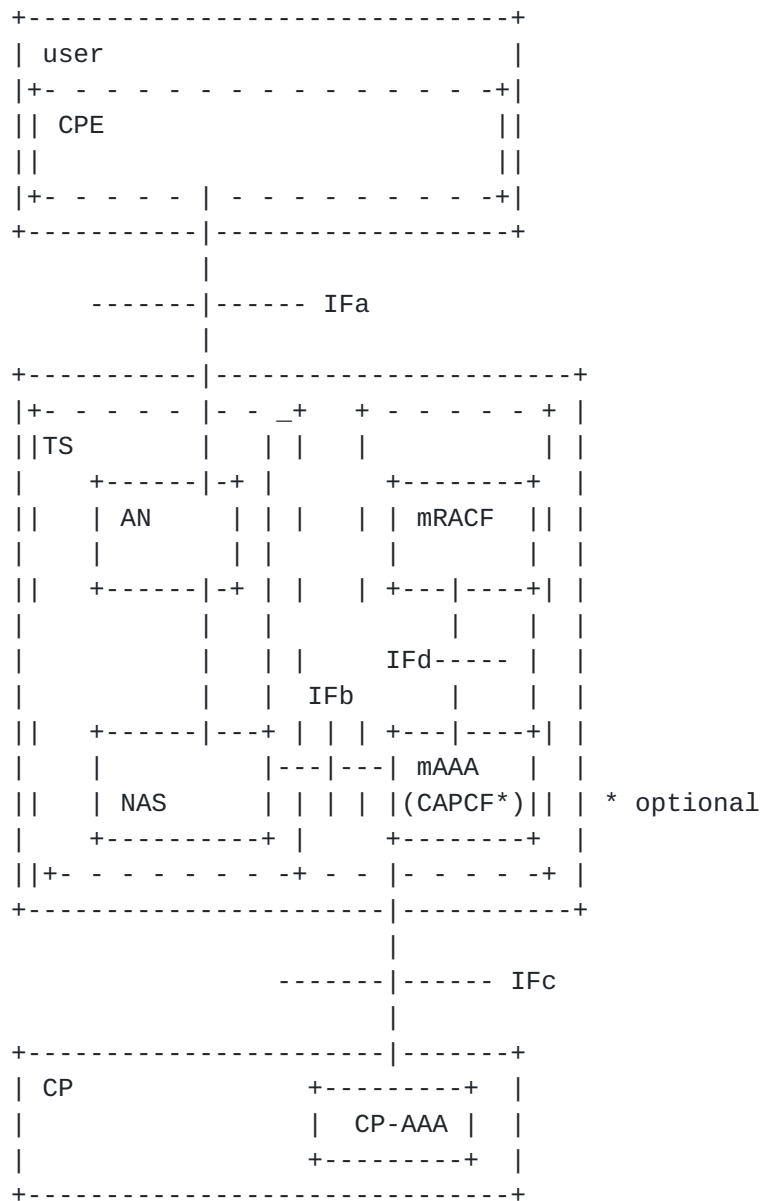 user
CPE
IFa
TS
AN mRACF
IFd
IFb
mAAA
NAS (CAPCF*) * optional
IFc
CP
CP-AAA